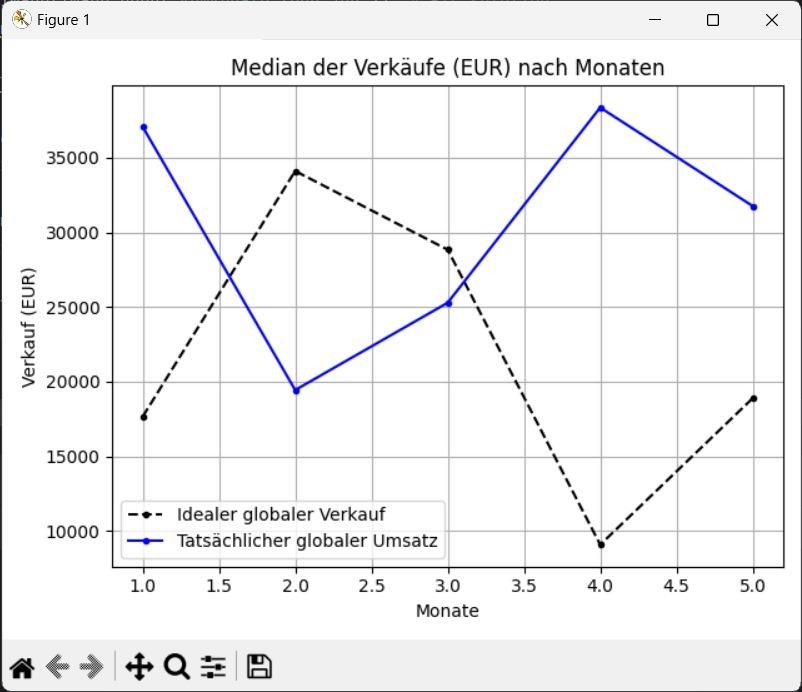 Figure 1
Median der Verkäufe (EUR) nach Monaten
35000
30000
25000
20000
15000
10000
Verkauf (EUR)
Idealer globaler Verkauf
Tatsächlicher globaler Umsatz
1.0 1.5 2.0 2.5 3.0 3.5 4.0 4.5 5.0
Monate